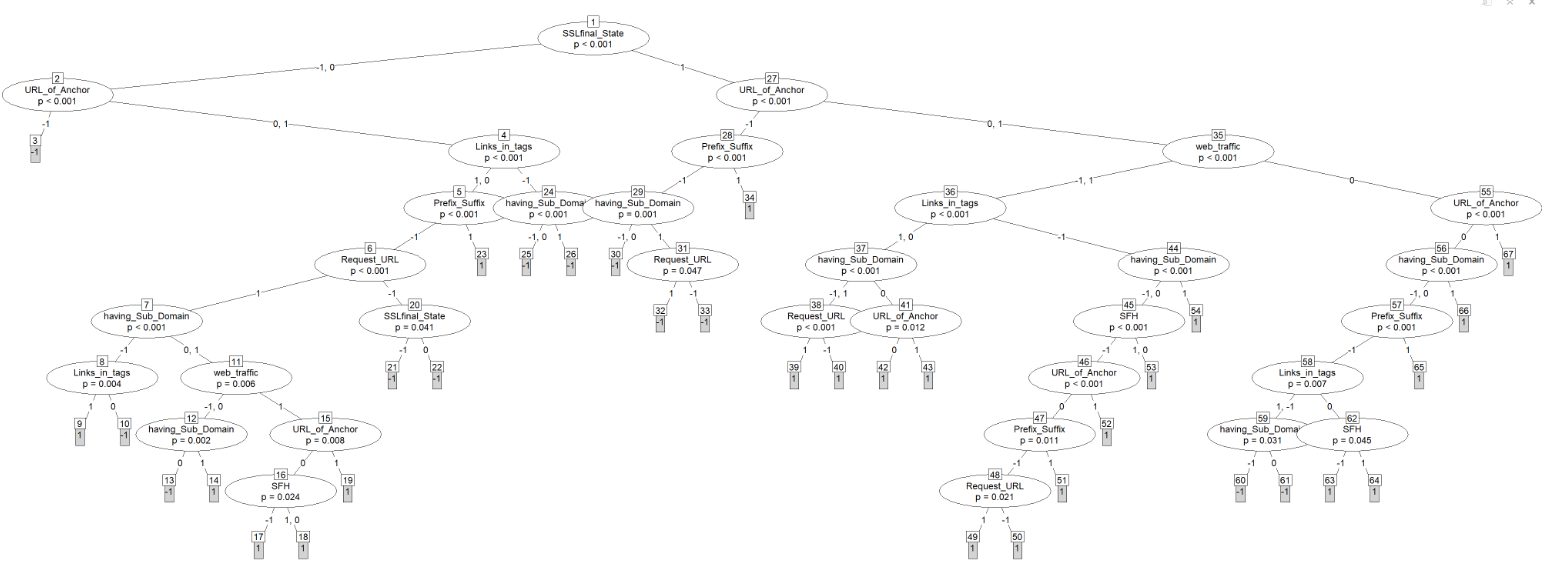 1
SSLfinal_State
p < 0.001
-1, 0
1
2
URL_of_Anchor
p < 0.001
27
URL_of_Anchor
p < 0.001
-1
0, 1
-1
0, 1
3
-1
4
Links_in_tags
p < 0.001
28
Prefix_Suffix
p < 0.001
35
web_traffic
p < 0.001
1, 0
-1
-1
1
-1, 1
0
5
Prefix_Suffix
p < 0.001
24
having_Sub_Domai
p < 0.001
29
having_Sub_Domain
p = 0.001
34
1
36
Links_in_tags
p < 0.001
55
URL_of_Anchor
p < 0.001
-1
1
-1, 0
1
-1, 0
1
1, 0
-1
0
1
6
Request_URL
p < 0.001
23
1
25
-1
26
-1
30
-1
31
Request_URL
p = 0.047
37
having_Sub_Domain
p < 0.001
44
having_Sub_Domain
p < 0.001
56
having_Sub_Domain
p < 0.001
67
1
1
-1
1
-1
-1, 1
0
-1, 0
1
-1, 0
1
7
having_Sub_Domain
p < 0.001
20
SSLfinal_State
p = 0.041
32
-1
33
-1
38
Request_URL
p < 0.001
41
URL_of_Anchor
p = 0.012
45
SFH
p < 0.001
54
1
57
Prefix_Suffix
p < 0.001
66
1
-1
0, 1
-1
0
1
-1
0
1
-1
1, 0
-1
1
8
Links_in_tags
p = 0.004
11
web_traffic
p = 0.006
21
-1
22
-1
39
1
40
1
42
1
43
1
46
URL_of_Anchor
p < 0.001
53
1
58
Links_in_tags
p = 0.007
65
1
1
0
-1, 0
1
0
1
1, -1
0
9
1
10
-1
12
having_Sub_Domain
p = 0.002
15
URL_of_Anchor
p = 0.008
47
Prefix_Suffix
p = 0.011
52
1
59
having_Sub_Domai
p = 0.031
62
SFH
p = 0.045
0
1
0
1
-1
1
-1
0
-1
1
13
-1
14
1
16
SFH
p = 0.024
19
1
48
Request_URL
p = 0.021
51
1
60
-1
61
-1
63
1
64
1
-1
1, 0
1
-1
17
1
18
1
49
1
50
1